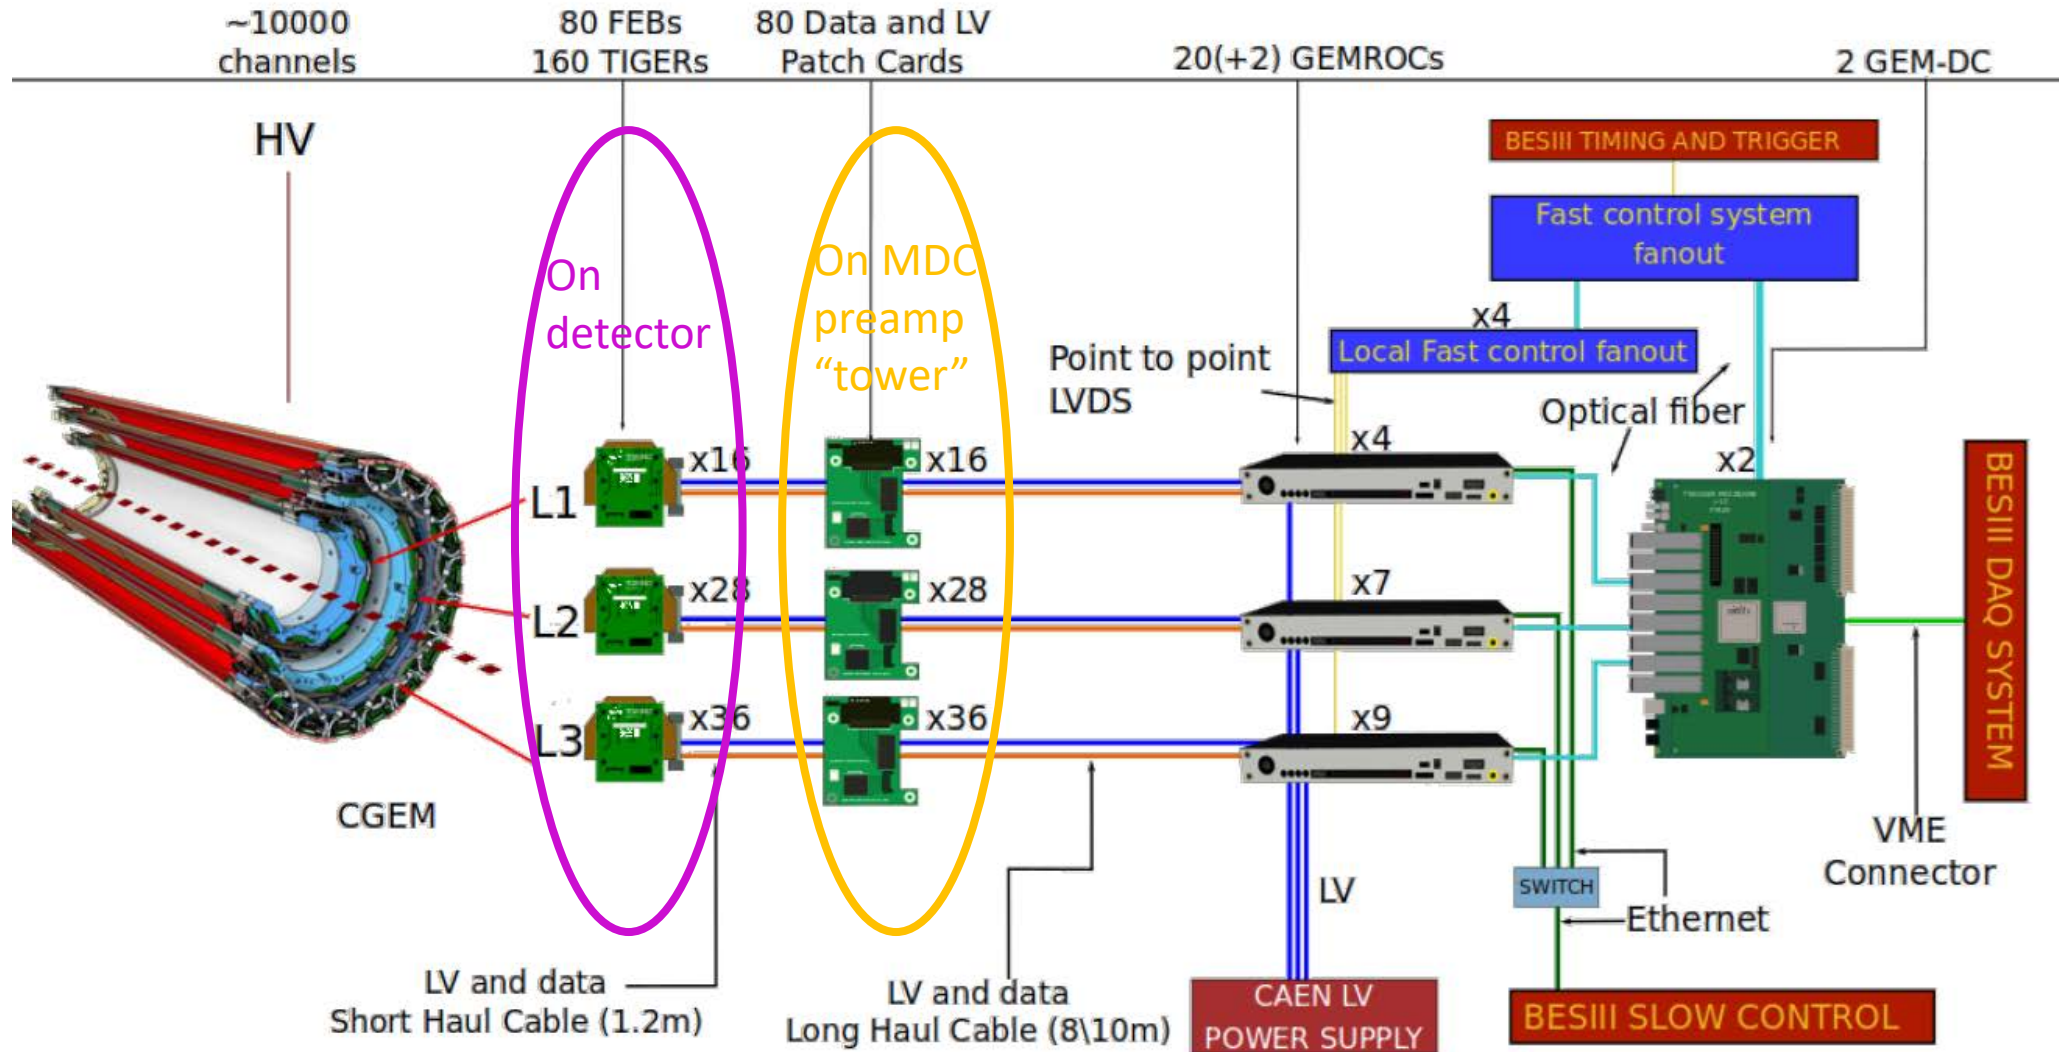 ~10000
channels
80 FEBs
160 TIGERs
80 Data and LV
Patch Cards
20(+2) GEMROCs
2 GEM-DC
HV
BESIII TIMING AND TRIGGER
Fast control system
fanout
x4
Local Fast control fanout
On
detector
On MDC
preamp
“tower”
Point to point
LVDS
Optical fiber
L1
x16
x16
x4
x2
L2
x28
x28
x7
L3
x36
x36
x9
BESIII DAQ SYSTEM
CGEM
VME
Connector
SWITCH
LV
Ethernet
LV and data
Short Haul Cable (1.2m)
LV and data
Long Haul Cable (8\10m)
CAEN LV
POWER SUPPLY
BESIII SLOW CONTROL